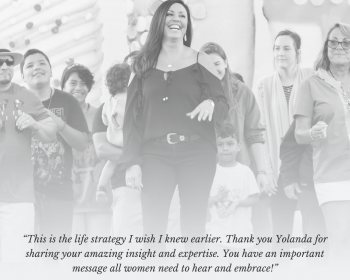 “This is the life strategy I wish I knew earlier. Thank you Yolanda for
sharing your amazing insight and expertise. You have an important
message all women need to hear and embrace!”